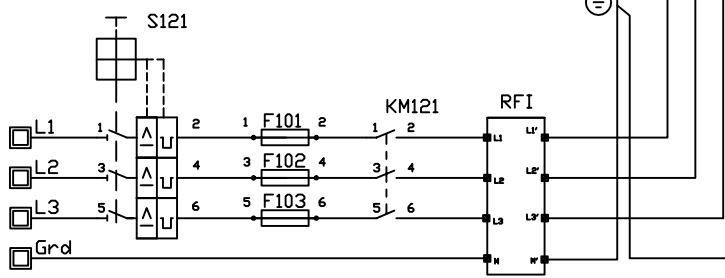 S121
KM121
RFI
L1 1 2 1 F101 2 1 2 L1 L1'
L2 3 4 3 F102 4 3 4 L2 L2'
L3 5 6 5 F103 6 5 6 L3 L3'
Grd N N'